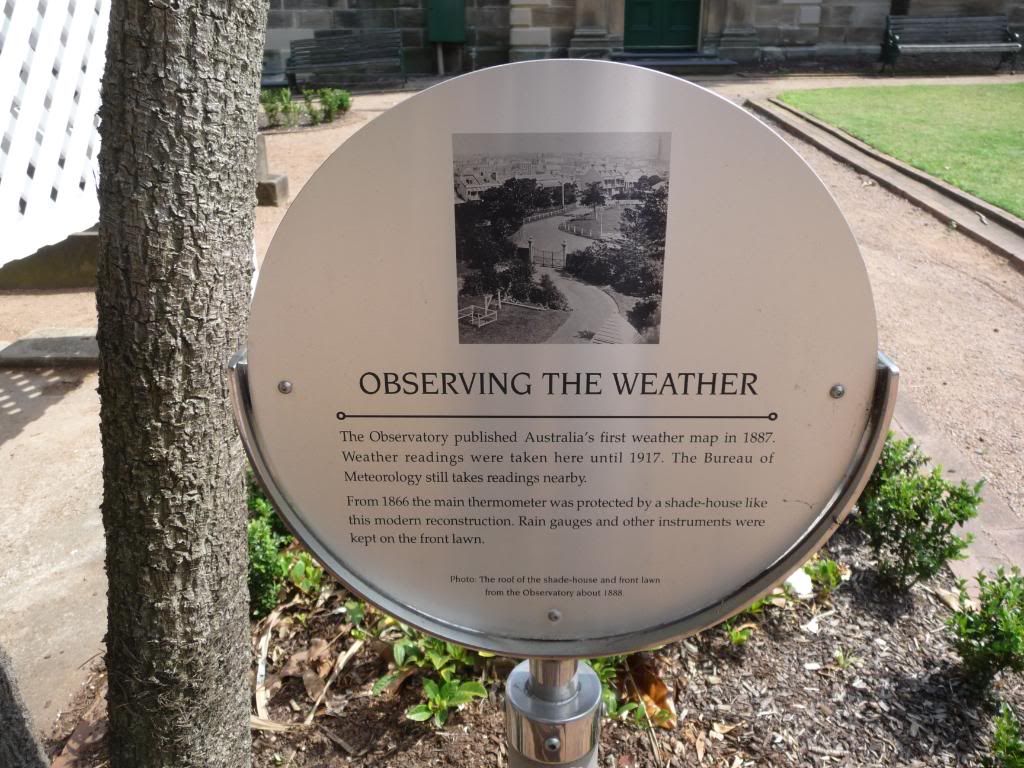 OBSERVING THE WEATHER
The Observatory published Australia's first weather map in 1887.
Weather readings were taken here until 1917. The Bureau of
Meteorology still takes readings nearby.
From 1866 the main thermometer was protected by a shade-house like
this modern reconstruction. Rain gauges and other instruments were
kept on the front lawn.
Photo: The roof of the shade-house and front lawn
from the Observatory about 1888.